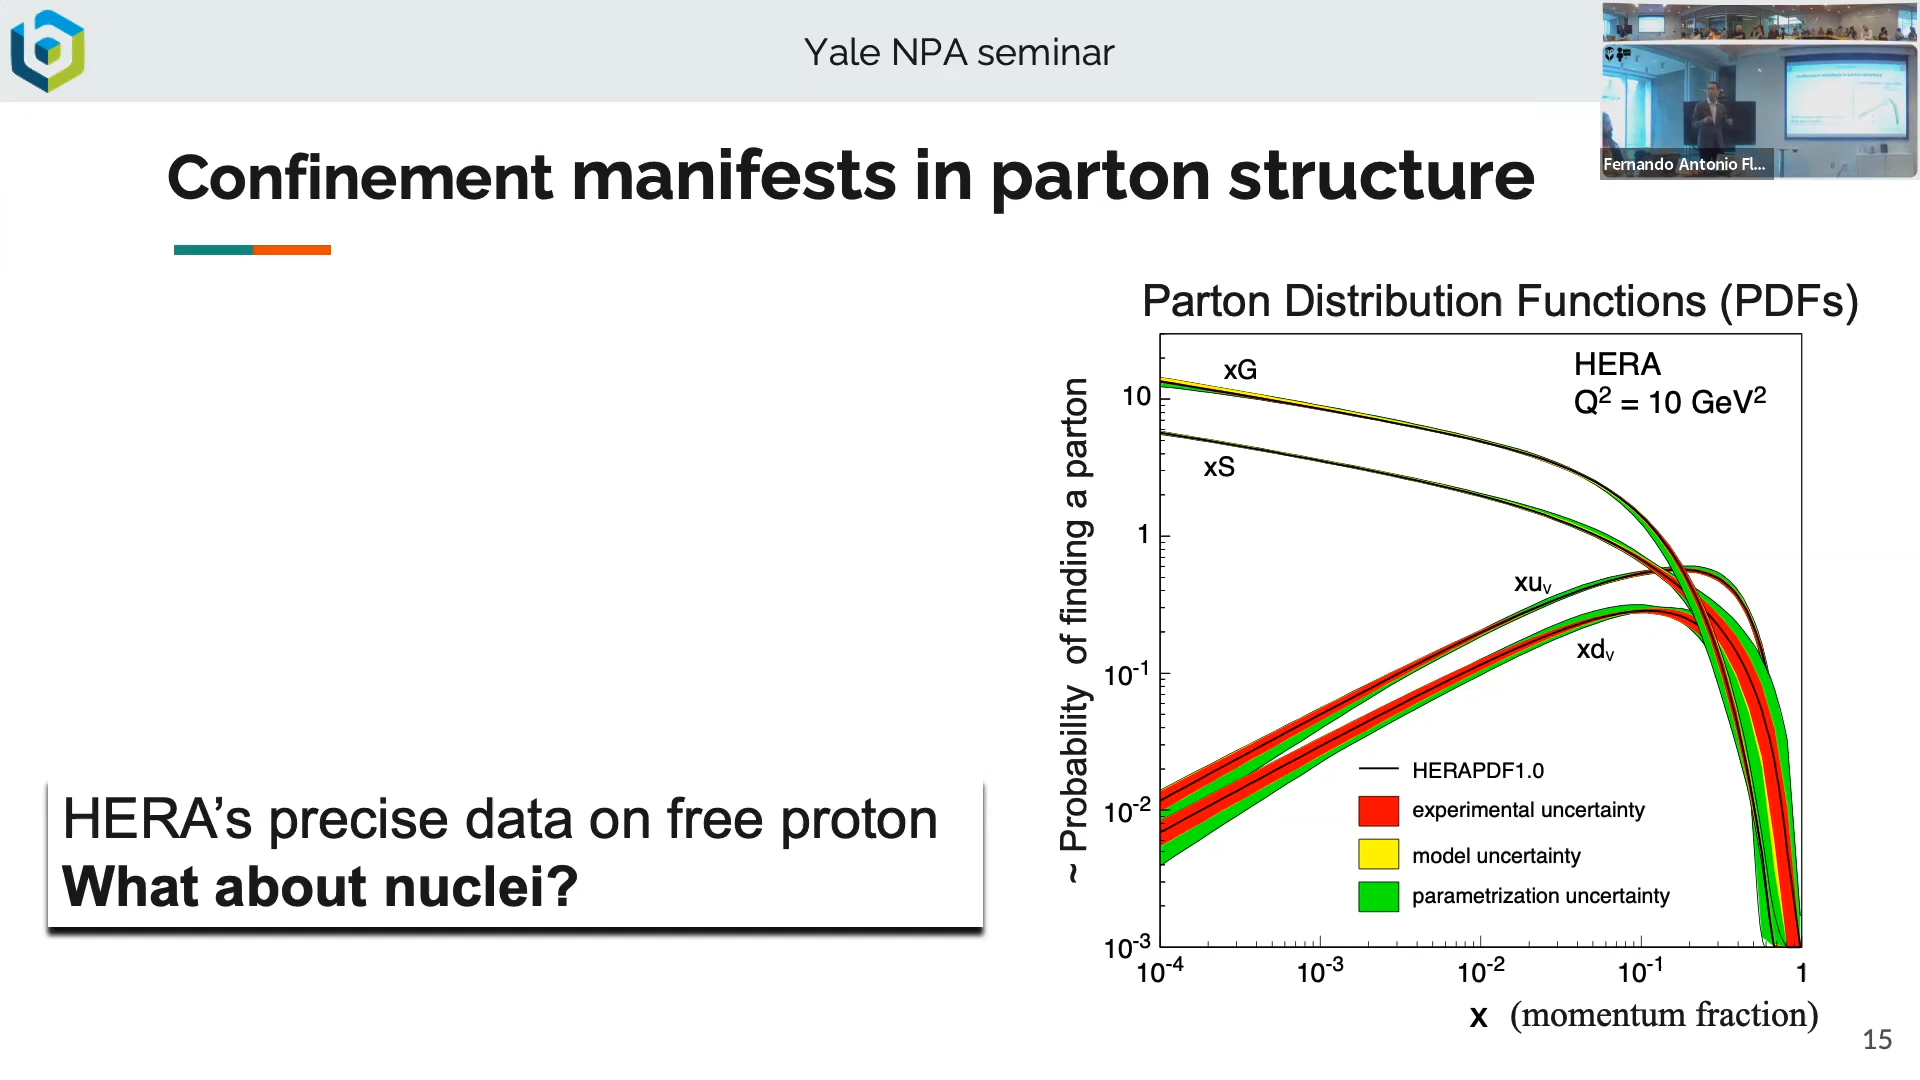 Yale NPA seminar
Fernando Antonio Fl...
Confinement manifests in parton structure
Parton Distribution Functions (PDFs)
HERA
Q² = 10 GeV²
xG
xS
xuᵥ
xdᵥ
~ Probability of finding a parton
10
1
10⁻¹
10⁻²
10⁻³
HERAPDF1.0
experimental uncertainty
model uncertainty
parametrization uncertainty
10⁻⁴ 10⁻³ 10⁻² 10⁻¹ 1
x (momentum fraction)
HERA’s precise data on free proton
What about nuclei?
15